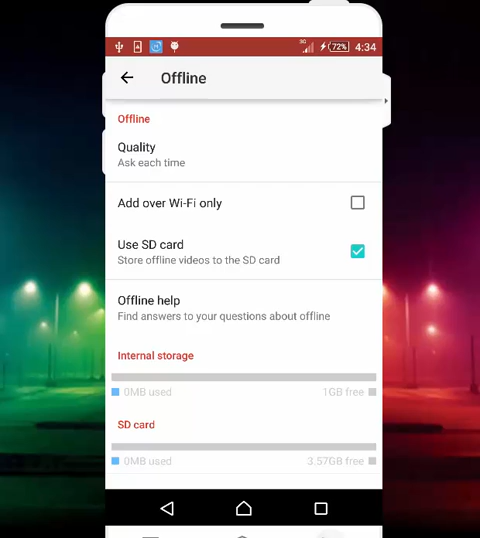 3G
72%
4:34
Offline
Offline
Quality
Ask each time
Add over Wi-Fi only
Use SD card
Store offline videos to the SD card
Offline help
Find answers to your questions about offline
Internal storage
0MB used
1GB free
SD card
0MB used
3.57GB free